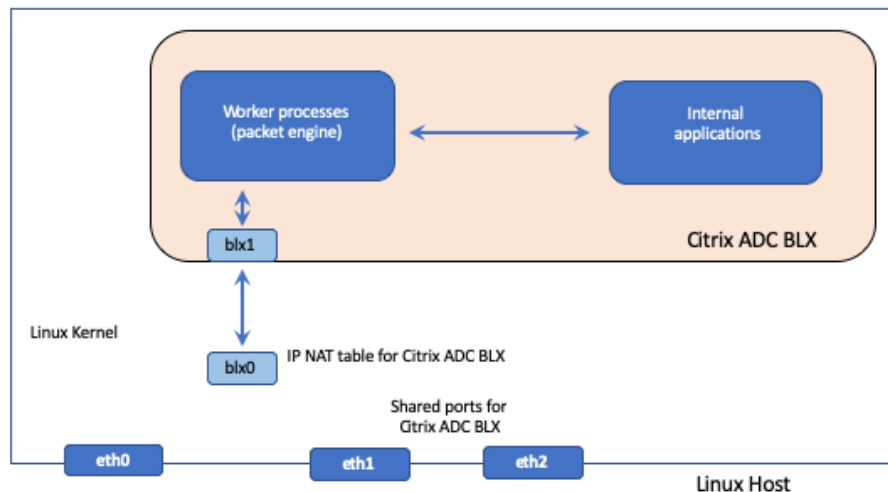 Worker processes
(packet engine)
Internal
applications
blx1
Citrix ADC BLX
Linux Kernel
blx0
IP NAT table for Citrix ADC BLX
Shared ports for
Citrix ADC BLX
eth0
eth1
eth2
Linux Host